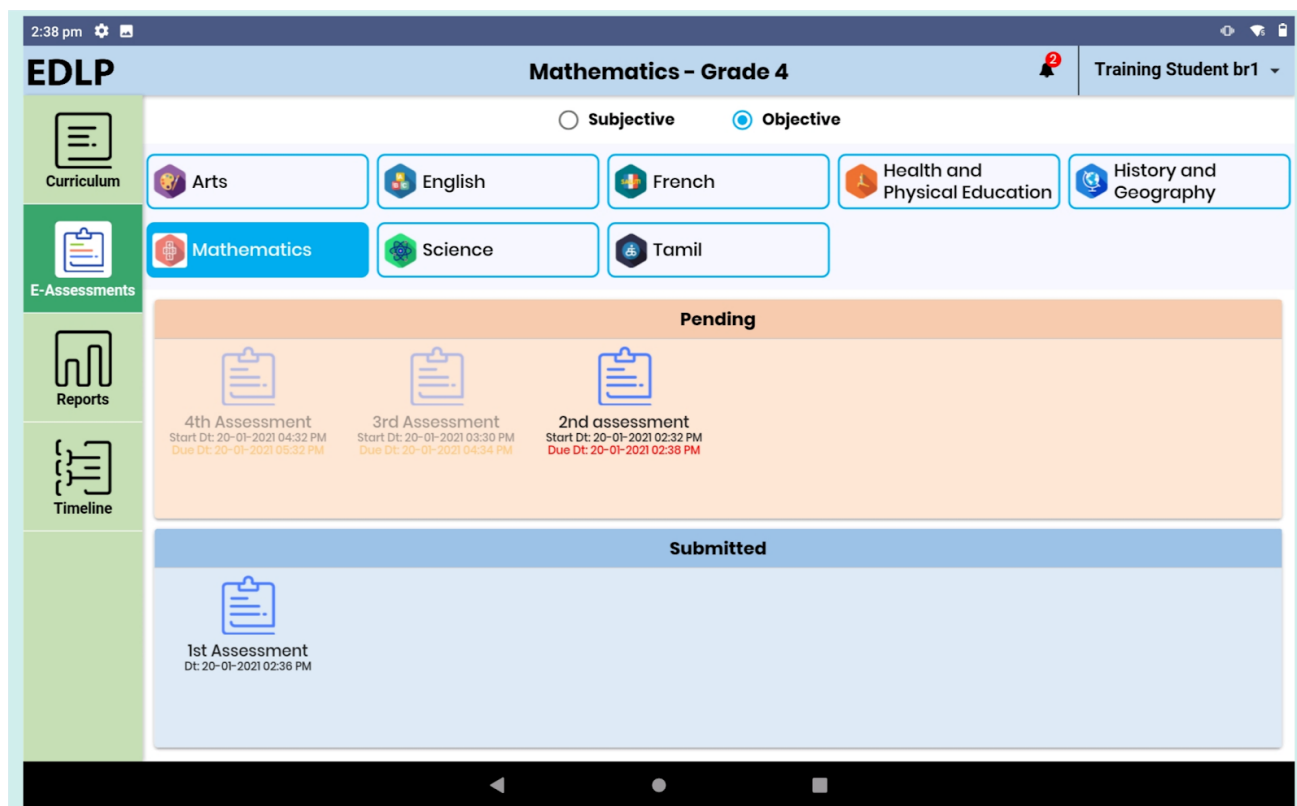 2:38 pm
EDLP
Mathematics - Grade 4
2
Training Student br1
Subjective
Objective
Curriculum
E-Assessments
Reports
Timeline
Arts
English
French
Health and
Physical Education
History and
Geography
Mathematics
Science
Tamil
Pending
4th Assessment
Start Dt: 20-01-2021 04:32 PM
Due Dt: 20-01-2021 05:32 PM
3rd Assessment
Start Dt: 20-01-2021 03:30 PM
Due Dt: 20-01-2021 04:34 PM
2nd assessment
Start Dt: 20-01-2021 02:32 PM
Due Dt: 20-01-2021 02:38 PM
Submitted
1st Assessment
Dt: 20-01-2021 02:36 PM